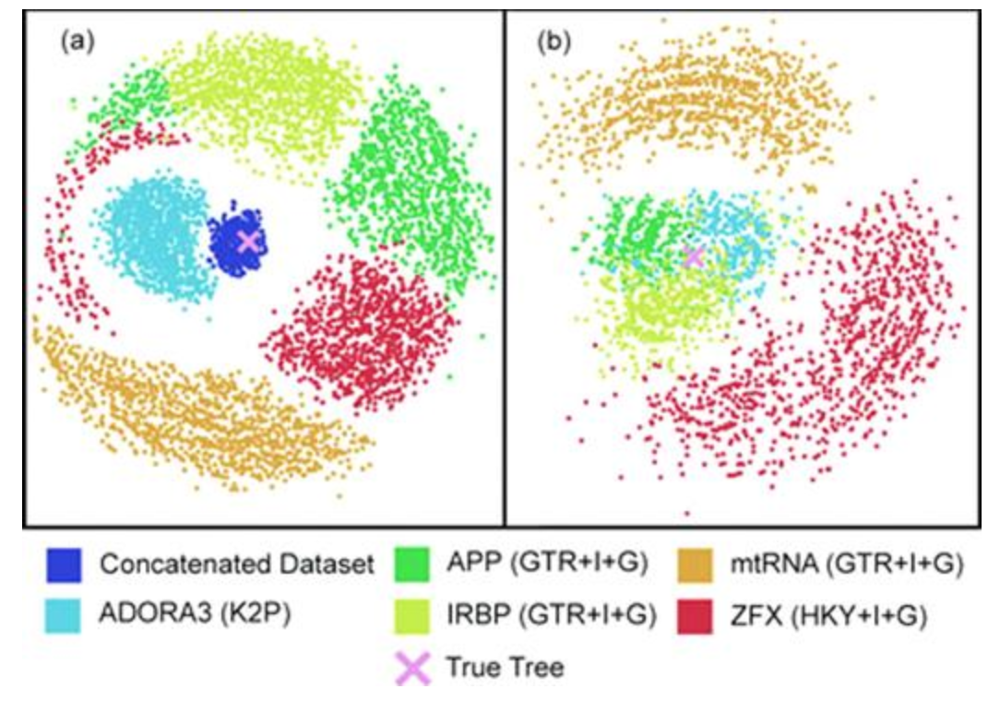 (a) (b)
Concatenated Dataset APP (GTR+I+G) mtRNA (GTR+I+G)
ADORA3 (K2P) IRBP (GTR+I+G) ZFX (HKY+I+G)
True Tree